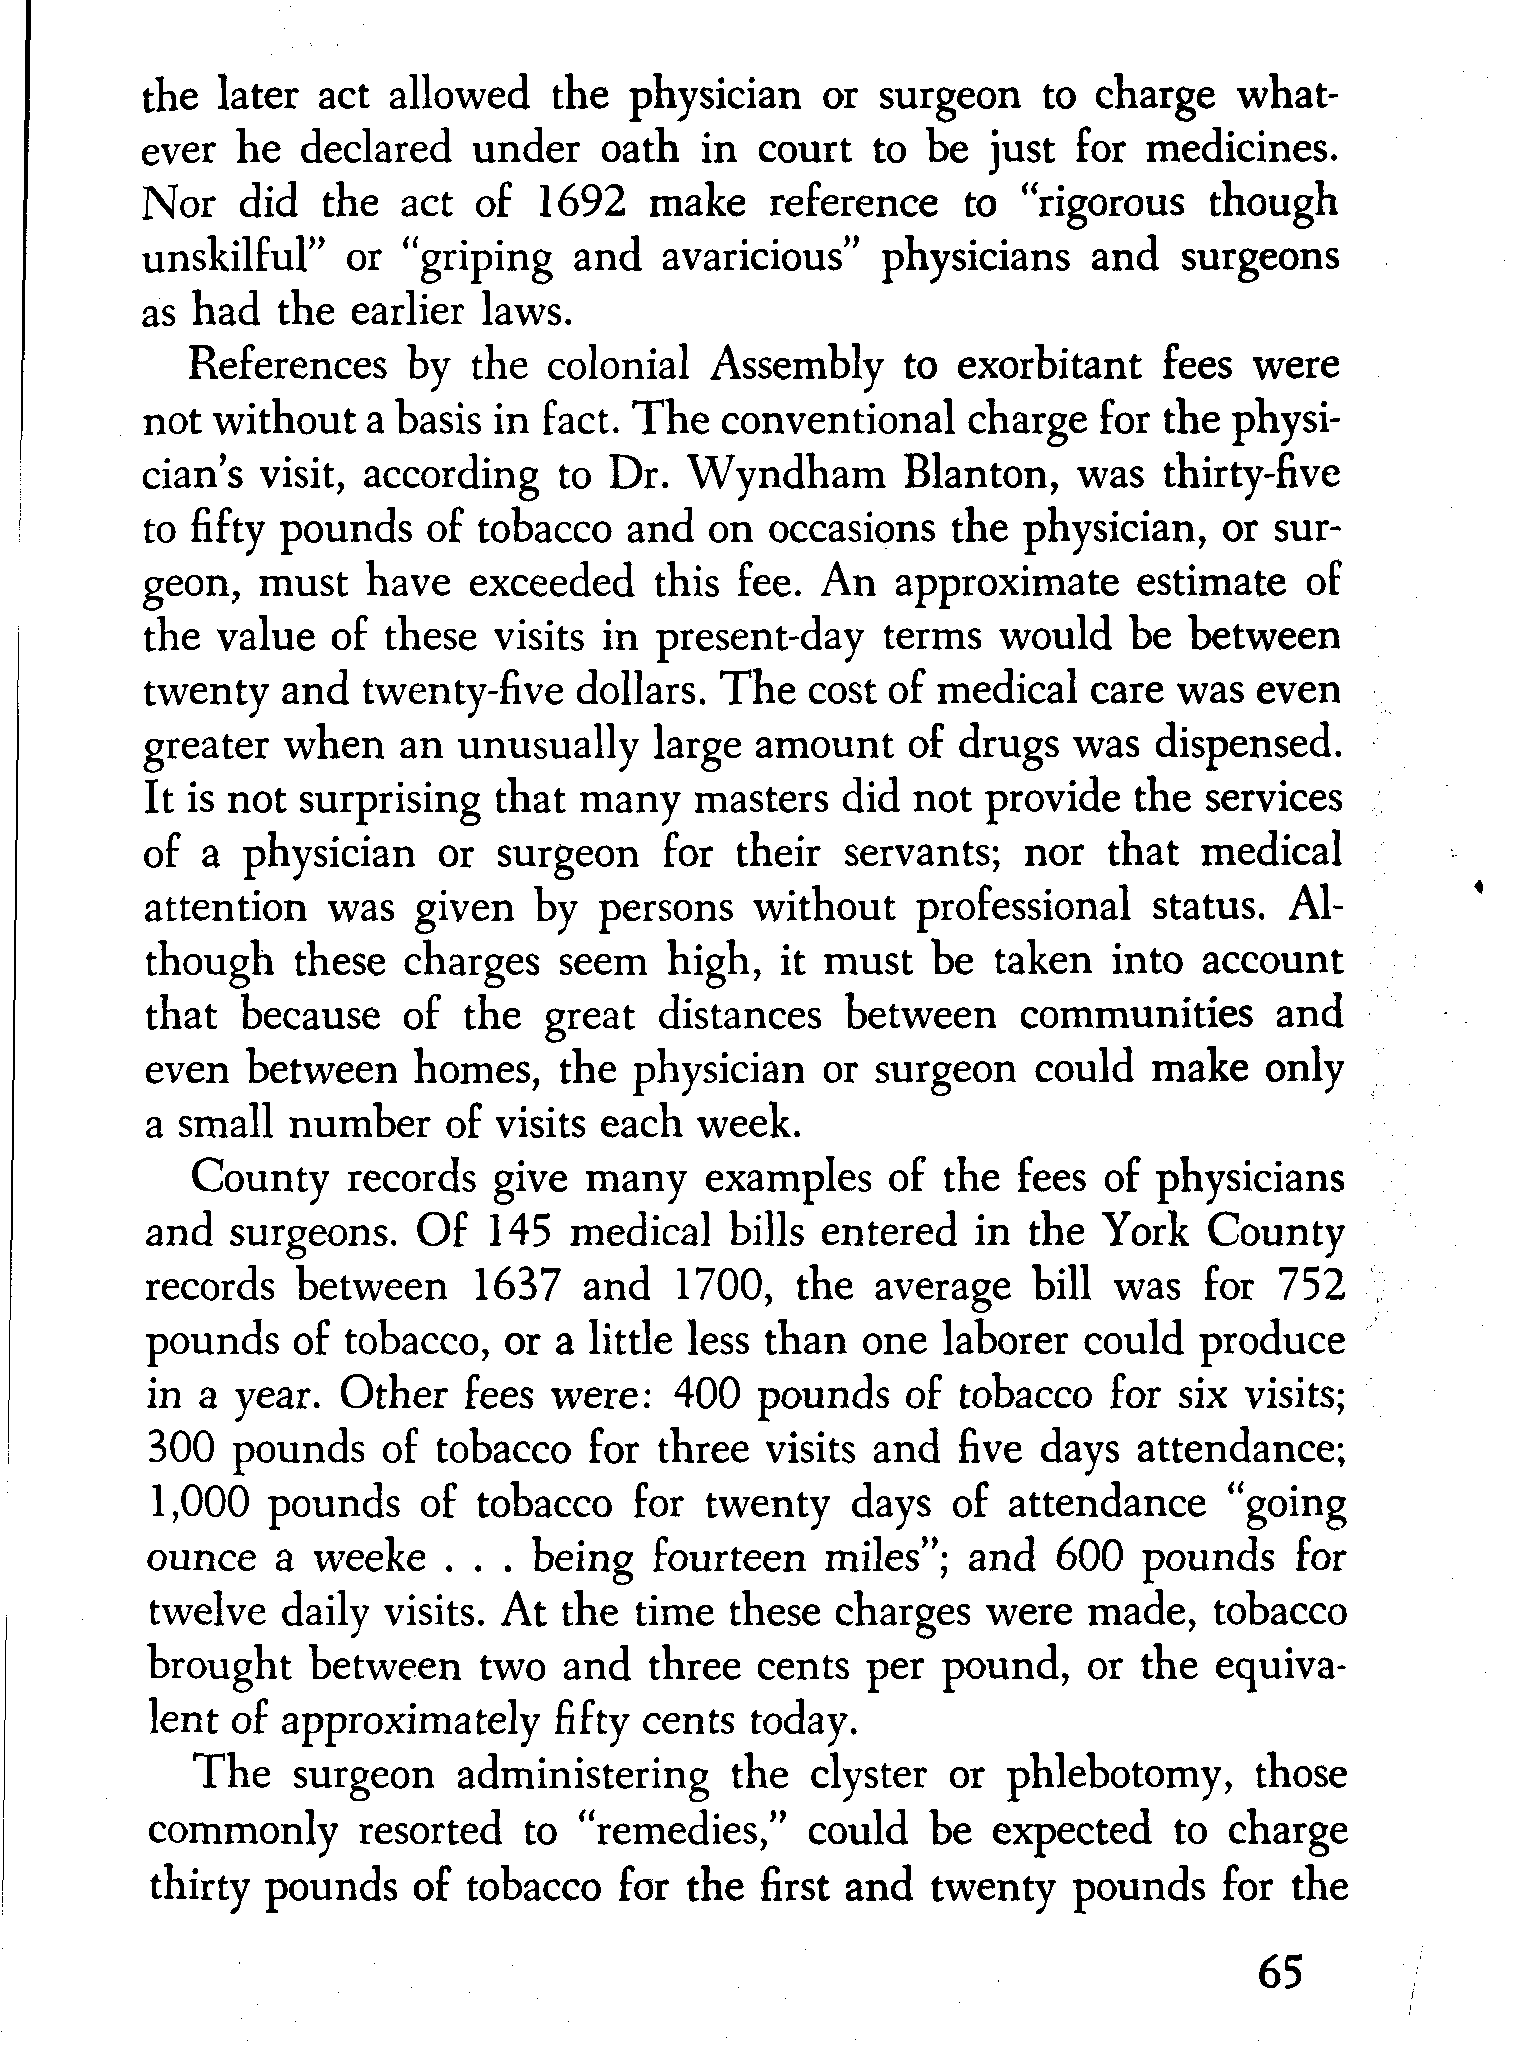 the later act allowed the physician or surgeon to charge what-
ever he declared under oath in court to be just for medicines.
Nor did the act of 1692 make reference to “rigorous though
unskilful” or “griping and avaricious” physicians and surgeons
as had the earlier laws.
References by the colonial Assembly to exorbitant fees were
not without a basis in fact. The conventional charge for the physi-
cian’s visit, according to Dr. Wyndham Blanton, was thirty-five
to fifty pounds of tobacco and on occasions the physician, or sur-
geon, must have exceeded this fee. An approximate estimate of
the value of these visits in present-day terms would be between
twenty and twenty-five dollars. The cost of medical care was even
greater when an unusually large amount of drugs was dispensed.
It is not surprising that many masters did not provide the services
of a physician or surgeon for their servants; nor that medical
attention was given by persons without professional status. Al-
though these charges seem high, it must be taken into account
that because of the great distances between communities and
even between homes, the physician or surgeon could make only
a small number of visits each week.
County records give many examples of the fees of physicians
and surgeons. Of 145 medical bills entered in the York County
records between 1637 and 1700, the average bill was for 752
pounds of tobacco, or a little less than one laborer could produce
in a year. Other fees were: 400 pounds of tobacco for six visits;
300 pounds of tobacco for three visits and five days attendance;
1,000 pounds of tobacco for twenty days of attendance “going
ounce a weeke . . . being fourteen miles”; and 600 pounds for
twelve daily visits. At the time these charges were made, tobacco
brought between two and three cents per pound, or the equiva-
lent of approximately fifty cents today.
The surgeon administering the clyster or phlebotomy, those
commonly resorted to “remedies,” could be expected to charge
thirty pounds of tobacco for the first and twenty pounds for the
65